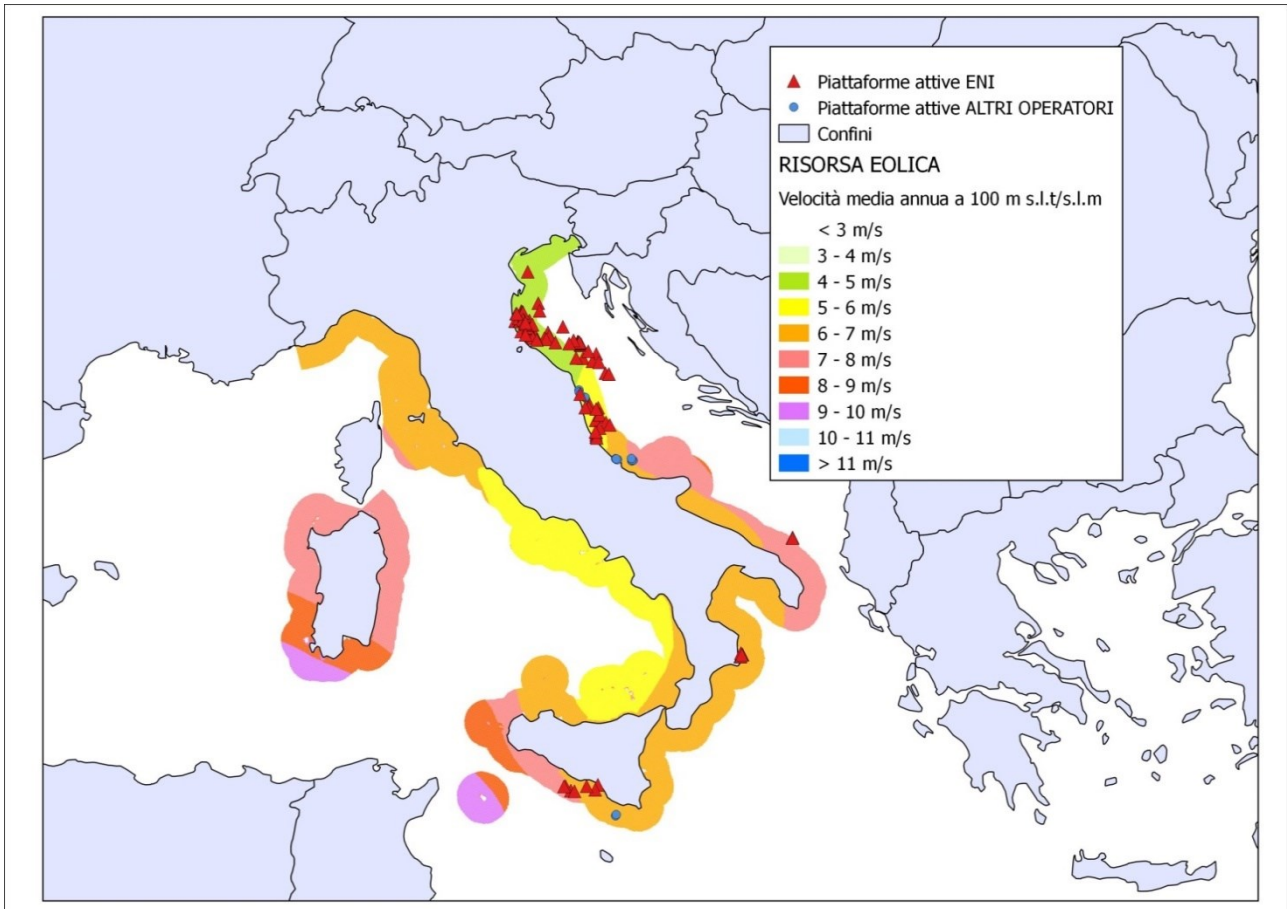 Piattaforme attive ENI
Piattaforme attive ALTRI OPERATORI
Confini
RISORSA EOLICA
Velocità media annua a 100 m s.l.t/s.l.m
< 3 m/s
3 - 4 m/s
4 - 5 m/s
5 - 6 m/s
6 - 7 m/s
7 - 8 m/s
8 - 9 m/s
9 - 10 m/s
10 - 11 m/s
> 11 m/s